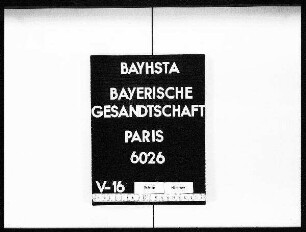 BAYHSTA
BAYERISCHE
GESANDTSCHAFT
PARIS
6026
V-16